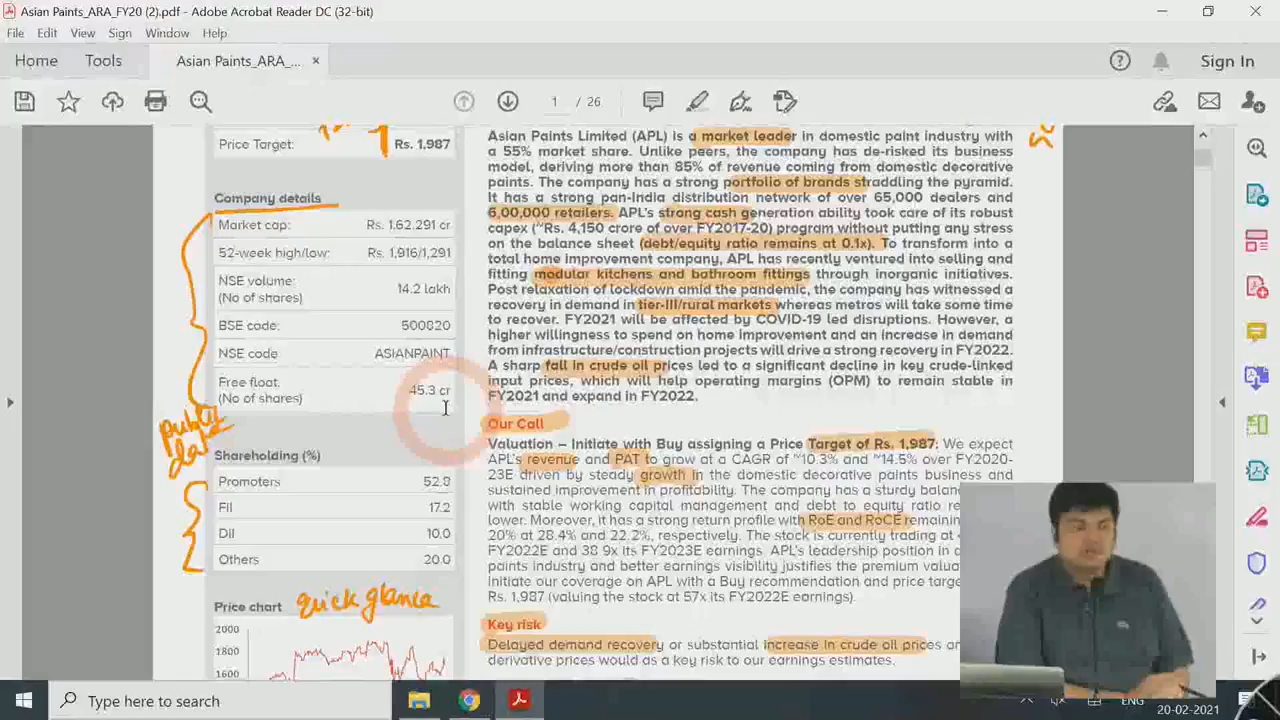 Asian Paints_ARA_FY20 (2).pdf - Adobe Acrobat Reader DC (32-bit)
File Edit View Sign Window Help
Home Tools Asian Paints_ARA_... × Sign In
1 / 26
Price Target: Rs. 1,987
Company details
Market cap: Rs. 1,62,291 cr
52-week high/low: Rs. 1,916/1,291
NSE volume:
(No of shares) 14.2 lakh
BSE code: 500820
NSE code ASIANPAINT
Free float:
(No of shares) 45.3 cr
public
data
Shareholding (%)
Promoters 52.8
FII 17.2
DII 10.0
Others 20.0
Price chart quick glance
2000
1800
1600
Asian Paints Limited (APL) is a market leader in domestic paint industry with
a 55% market share. Unlike peers, the company has de-risked its business
model, deriving more than 85% of revenue coming from domestic decorative
paints. The company has a strong portfolio of brands straddling the pyramid.
It has a strong pan-India distribution network of over 65,000 dealers and
6,00,000 retailers. APL's strong cash generation ability took care of its robust
capex (~Rs. 4,150 crore of over FY2017-20) program without putting any stress
on the balance sheet (debt/equity ratio remains at 0.1x). To transform into a
total home improvement company, APL has recently ventured into selling and
fitting modular kitchens and bathroom fittings through inorganic initiatives.
Post relaxation of lockdown amid the pandemic, the company has witnessed a
recovery in demand in tier-III/rural markets whereas metros will take some time
to recover. FY2021 will be affected by COVID-19 led disruptions. However, a
higher willingness to spend on home improvement and an increase in demand
from infrastructure/construction projects will drive a strong recovery in FY2022.
A sharp fall in crude oil prices led to a significant decline in key crude-linked
input prices, which will help operating margins (OPM) to remain stable in
FY2021 and expand in FY2022.
Our Call
Valuation – Initiate with Buy assigning a Price Target of Rs. 1,987: We expect
APL's revenue and PAT to grow at a CAGR of ~10.3% and ~14.5% over FY2020-
23E driven by steady growth in the domestic decorative paints business and
sustained improvement in profitability. The company has a sturdy balan
with stable working capital management and debt to equity ratio re
lower. Moreover, it has a strong return profile with RoE and RoCE remaining
20% at 28.4% and 22.2%, respectively. The stock is currently trading at
FY2022E and 38.9x its FY2023E earnings. APL's leadership position in
paints industry and better earnings visibility justifies the premium valua
Initiate our coverage on APL with a Buy recommendation and price targe
Rs. 1,987 (valuing the stock at 57x its FY2022E earnings).
Key risk
Delayed demand recovery or substantial increase in crude oil prices
derivative prices would as a key risk to our earnings estimates.
Type here to search
ENG
20-02-2021